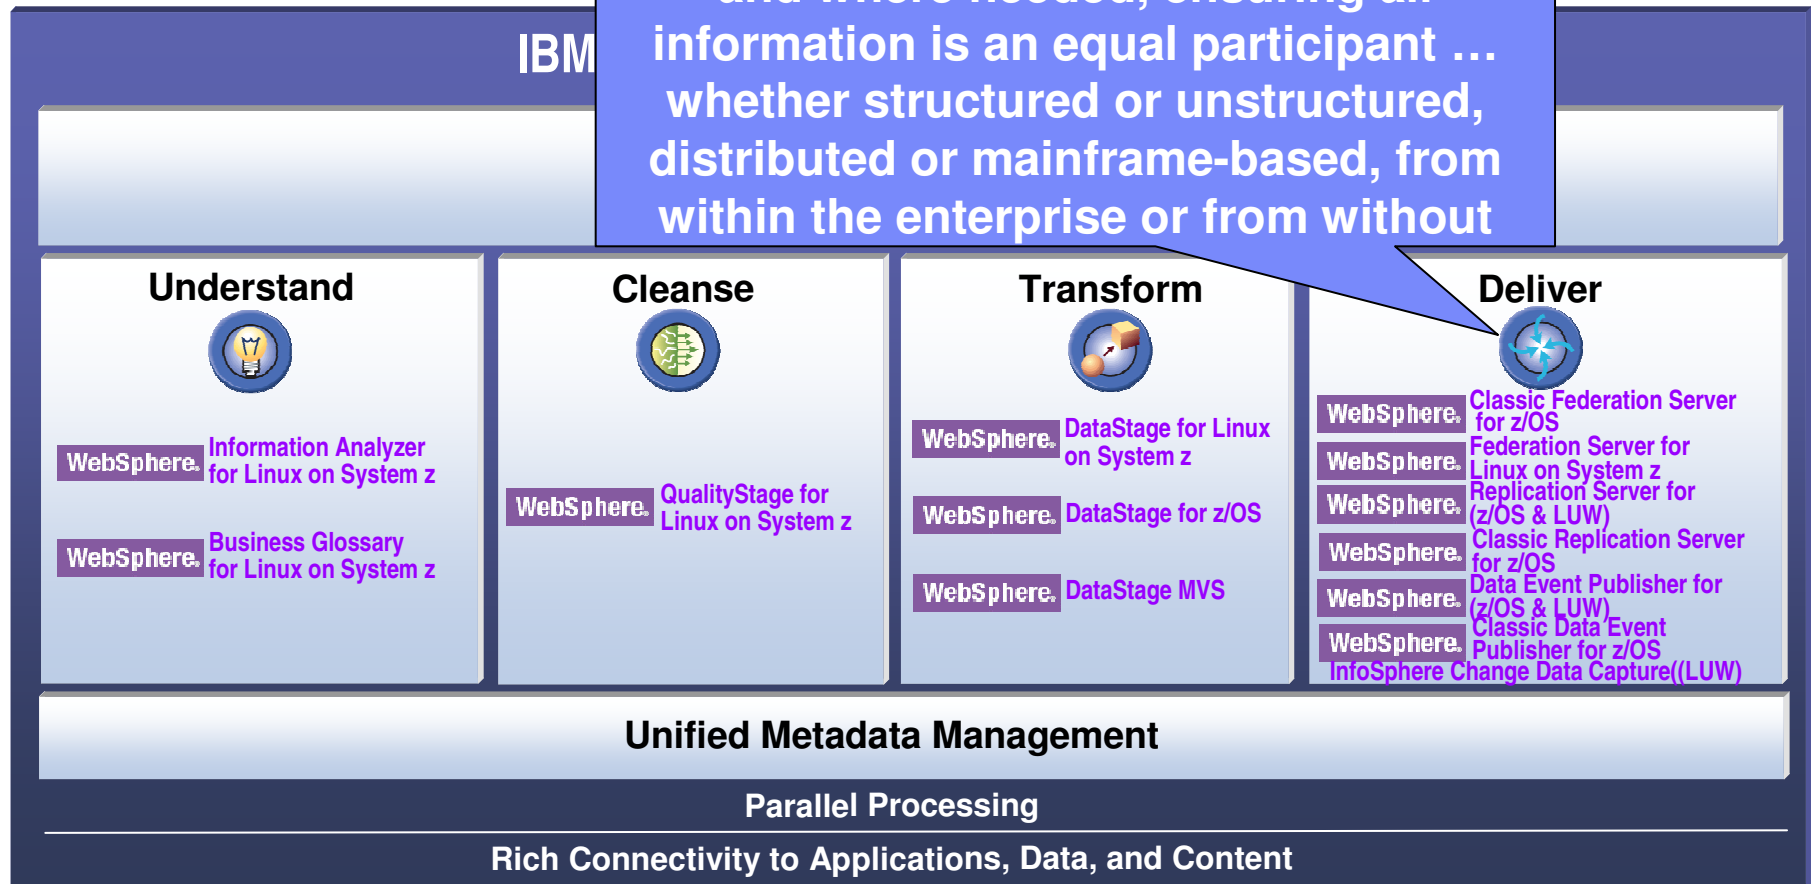 IBM
information is an equal participant …
whether structured or unstructured,
distributed or mainframe-based, from
within the enterprise or from without
Understand
WebSphere. Information Analyzer
for Linux on System z
WebSphere. Business Glossary
for Linux on System z
Cleanse
WebSphere. QualityStage for
Linux on System z
Transform
WebSphere. DataStage for Linux
on System z
WebSphere. DataStage for z/OS
WebSphere. DataStage MVS
Deliver
WebSphere. Classic Federation Server
for z/OS
WebSphere. Federation Server for
Linux on System z
WebSphere. Replication Server for
(z/OS & LUW)
WebSphere. Classic Replication Server
for z/OS
WebSphere. Data Event Publisher for
(z/OS & LUW)
WebSphere. Classic Data Event
Publisher for z/OS
InfoSphere Change Data Capture((LUW)
Unified Metadata Management
Parallel Processing
Rich Connectivity to Applications, Data, and Content